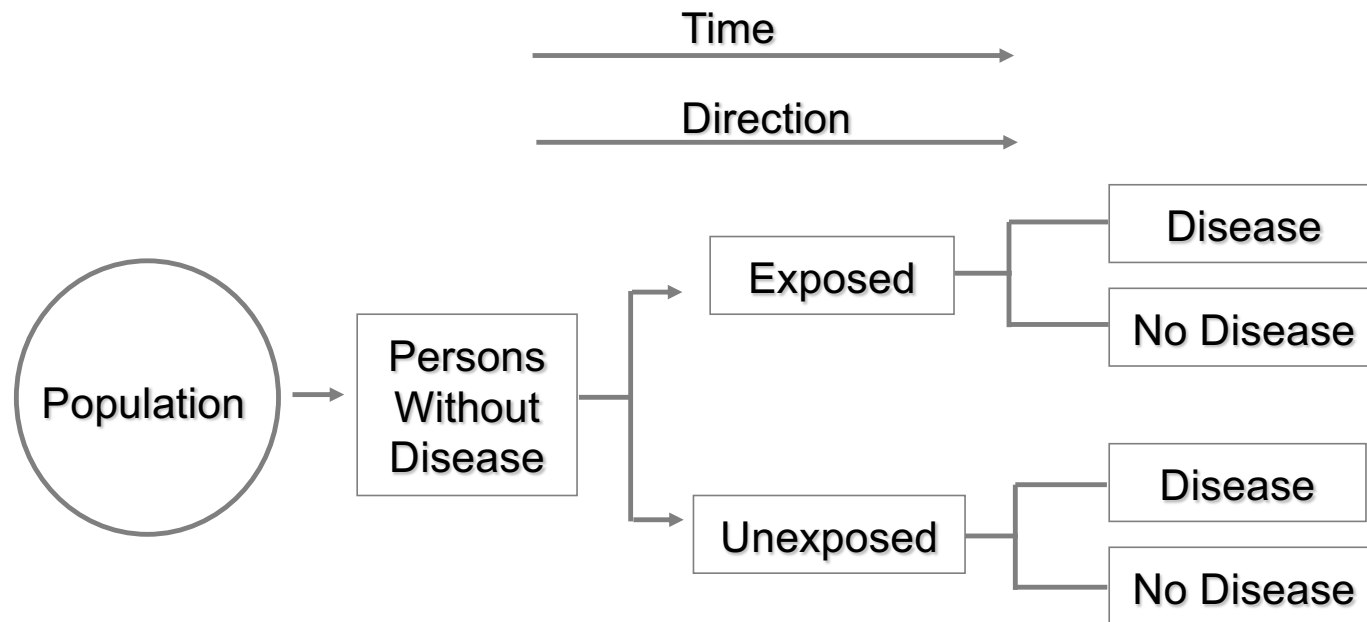 Time
Direction
Population
Persons
Without
Disease
Exposed
Disease
No Disease
Unexposed
Disease
No Disease